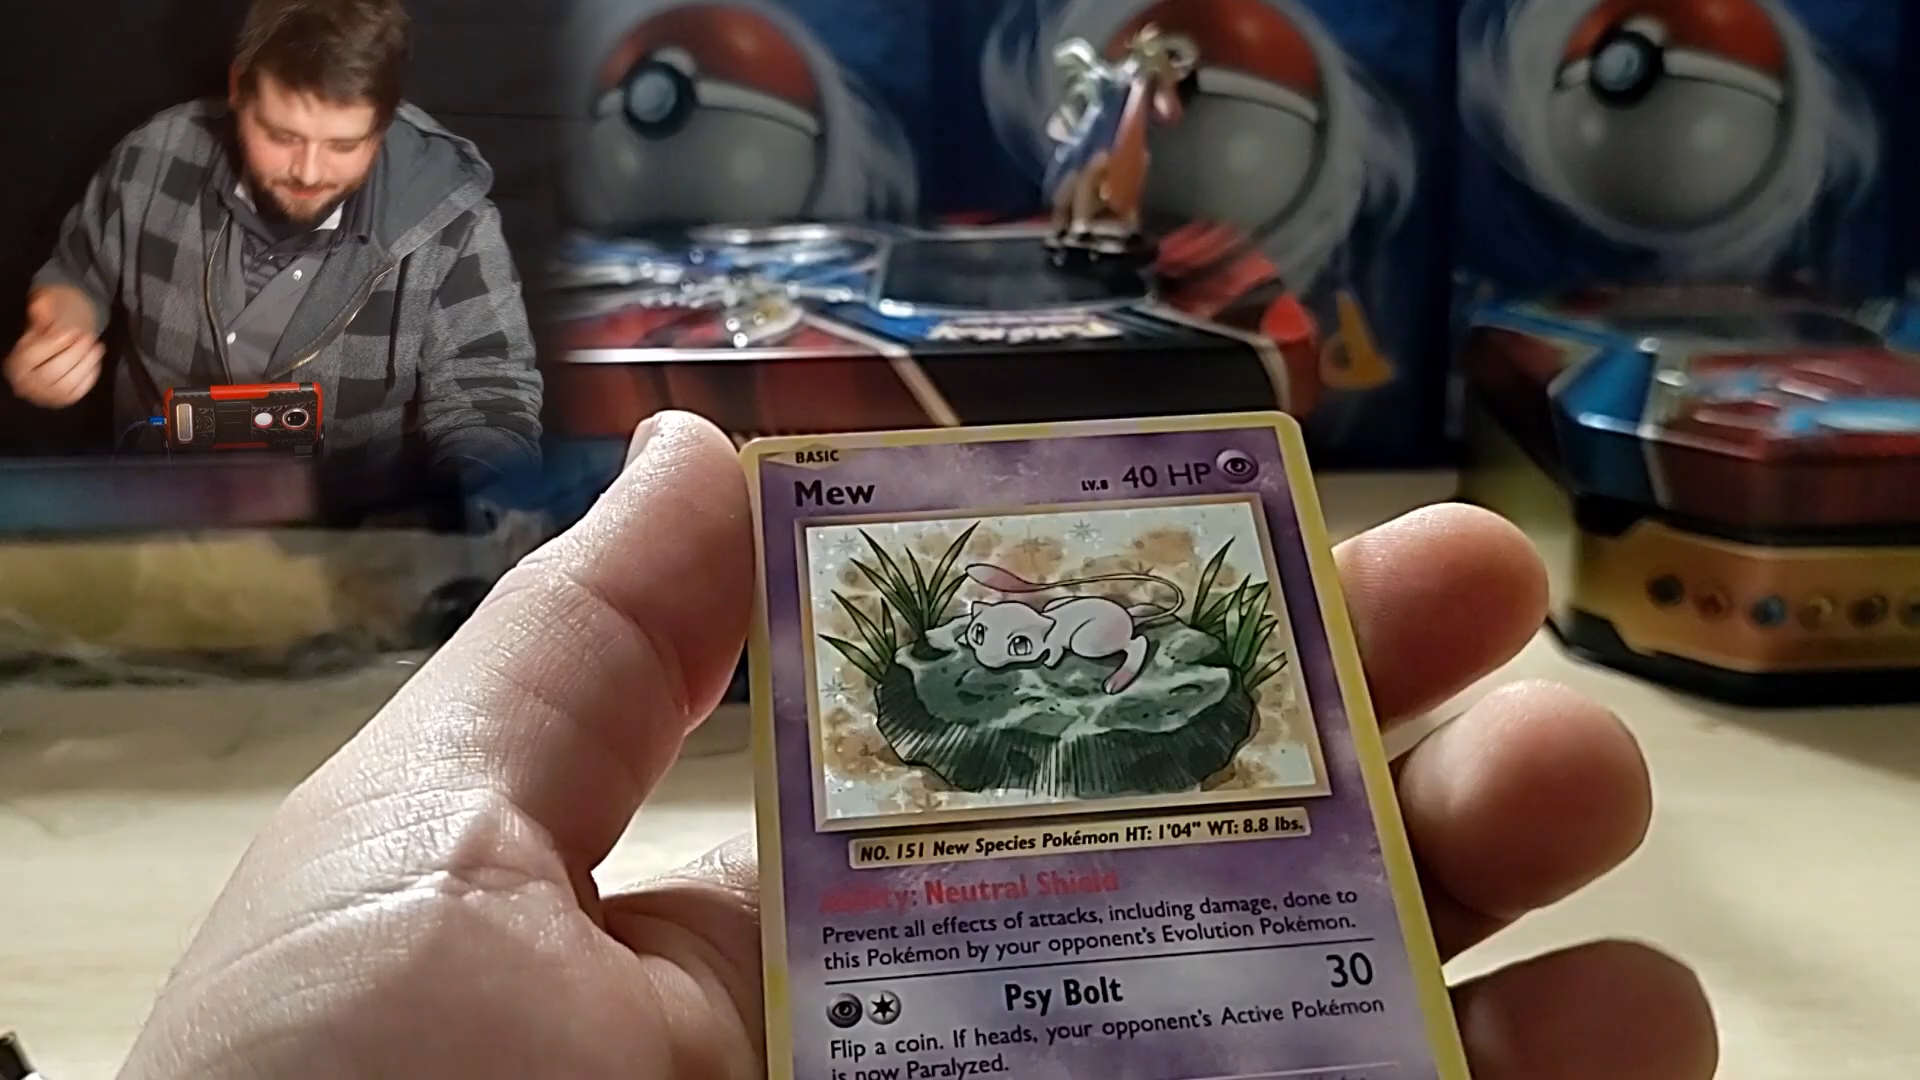 BASIC
Mew LV.8 40 HP
NO. 151 New Species Pokémon HT: 1'04" WT: 8.8 lbs.
Ability: Neutral Shield
Prevent all effects of attacks, including damage, done to
this Pokémon by your opponent's Evolution Pokémon.
Psy Bolt 30
Flip a coin. If heads, your opponent's Active Pokémon
is now Paralyzed.